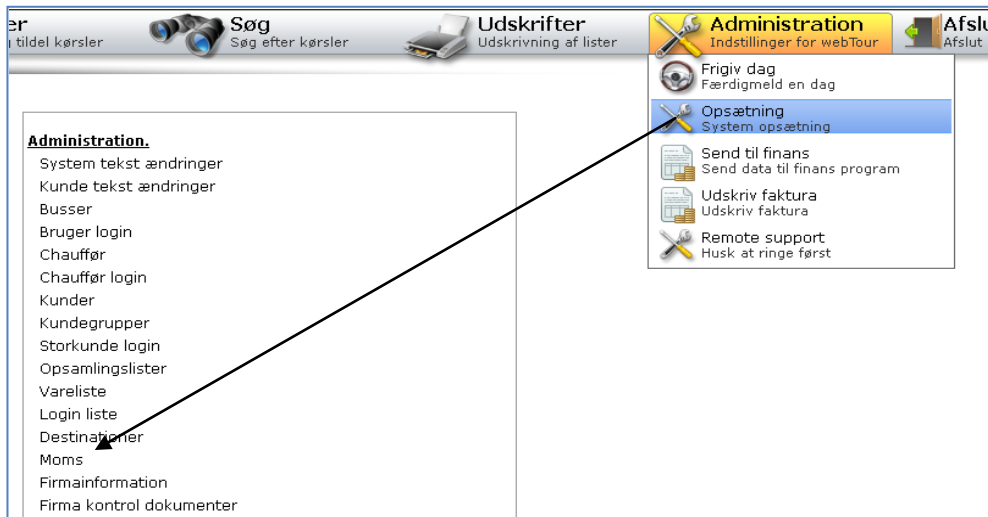 er Søg Udskrifter Administration Afslu
tildel kørsler Søg efter kørsler Udskrivning af lister Indstillinger for webTour Afslut
Frigiv dag
Færdigmeld en dag
Opsætning
System opsætning
Send til finans
Send data til finans program
Udskriv faktura
Udskriv faktura
Remote support
Husk at ringe først
Administration.
System tekst ændringer
Kunde tekst ændringer
Busser
Bruger login
Chauffør
Chauffør login
Kunder
Kundegrupper
Storkunde login
Opsamlingslister
Vareliste
Login liste
Destinationer
Moms
Firmainformation
Firma kontrol dokumenter